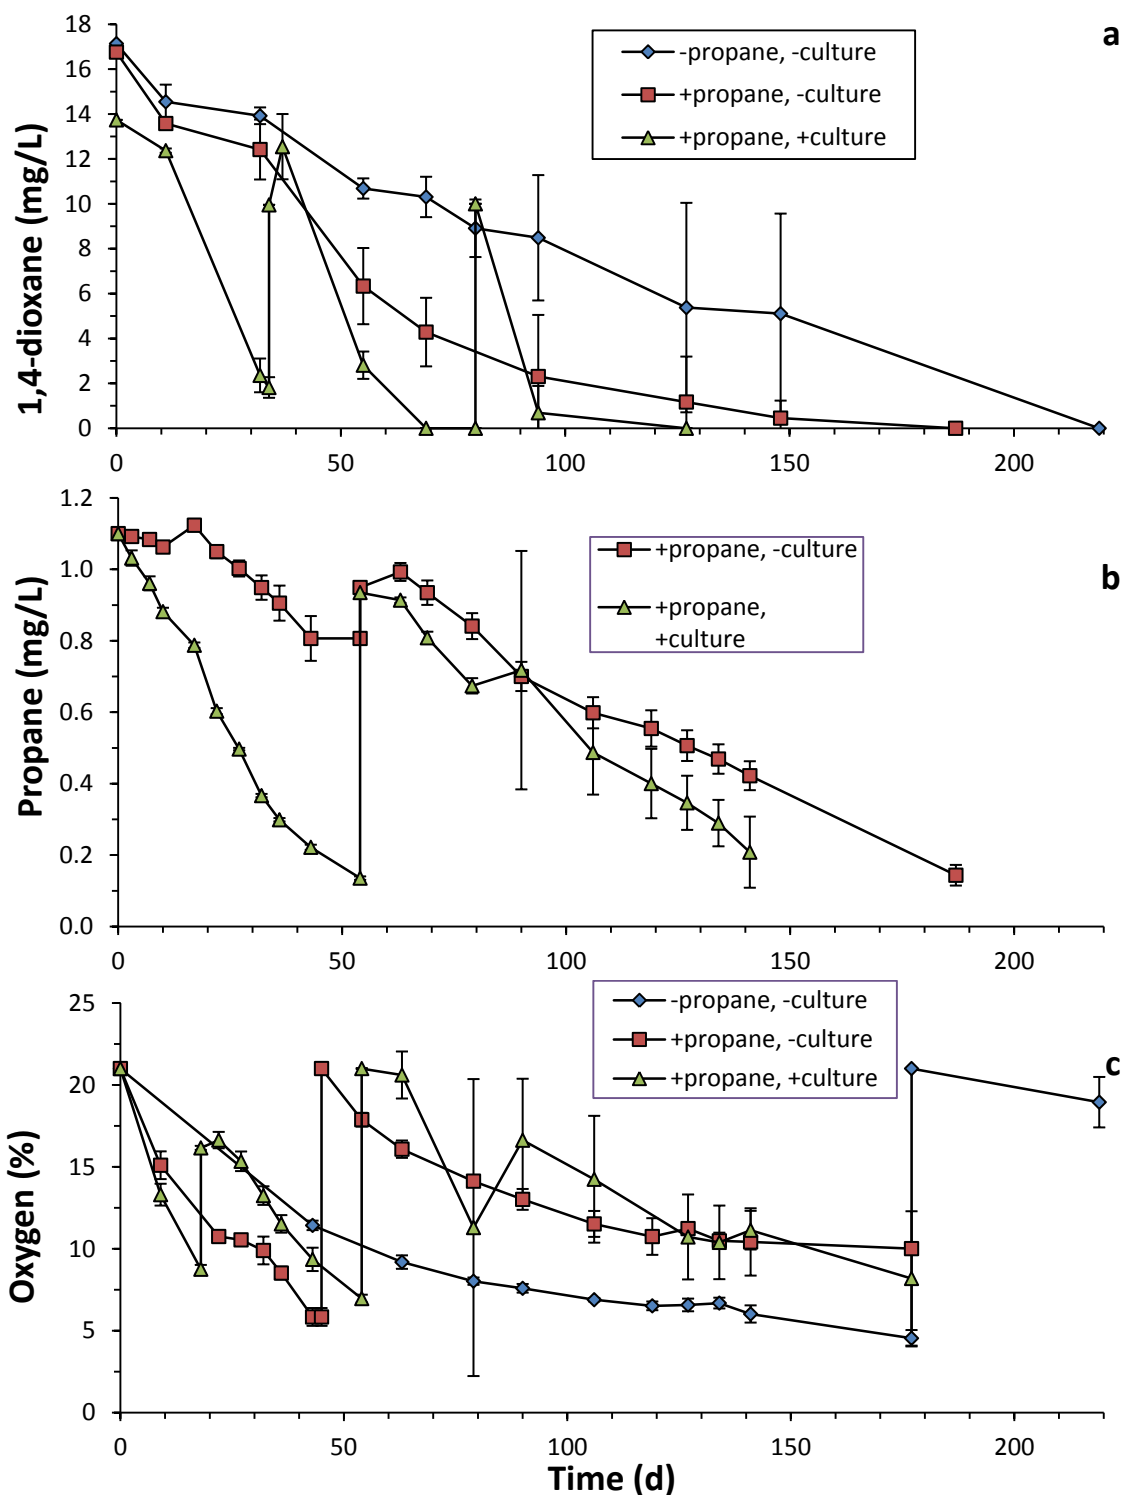 a
18
16
14
12
10
8
6
4
2
0
1,4-dioxane (mg/L)
-propane, -culture
+propane, -culture
+propane, +culture
0 50 100 150 200
b
1.2
1.0
0.8
0.6
0.4
0.2
0.0
Propane (mg/L)
+propane, -culture
+propane,
+culture
0 50 100 150 200
c
25
20
15
10
5
0
Oxygen (%)
-propane, -culture
+propane, -culture
+propane, +culture
0 50 100 150 200
Time (d)